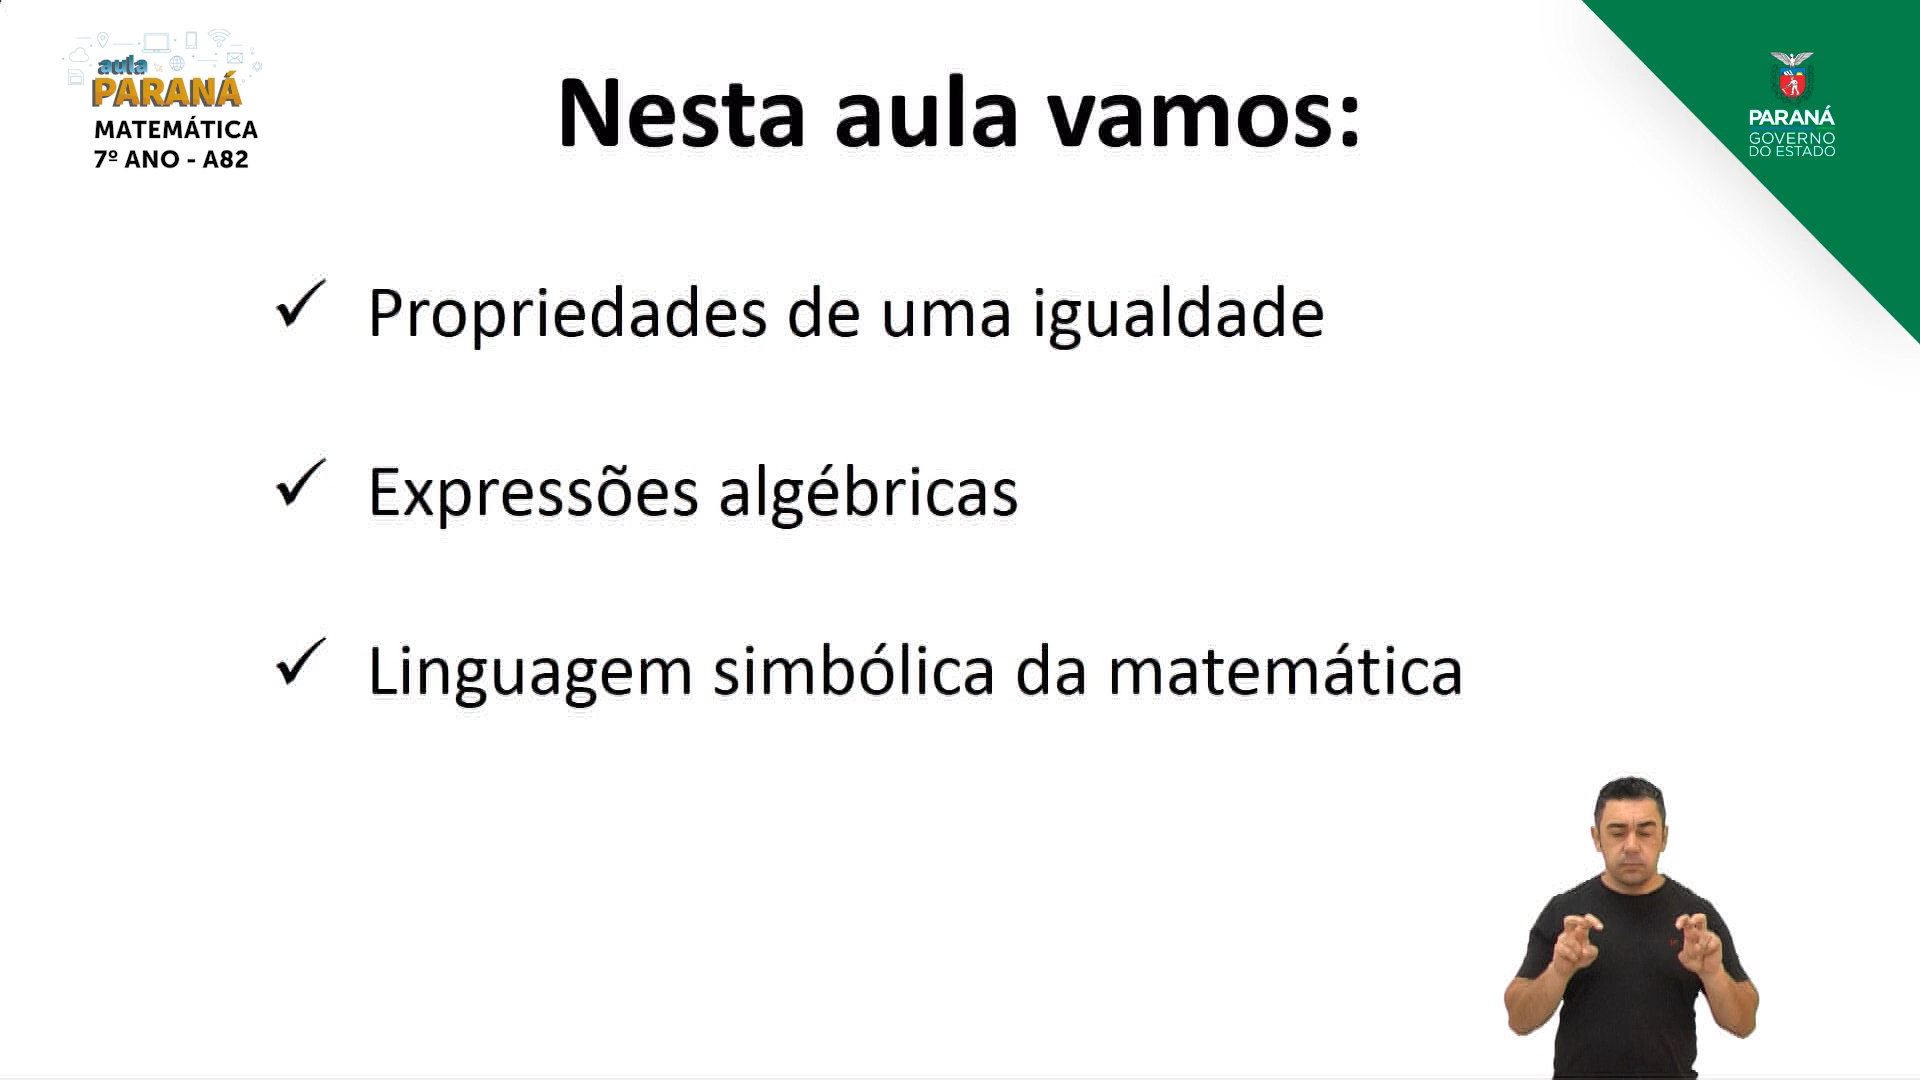 aula
PARANÁ
MATEMÁTICA
7º ANO - A82
Nesta aula vamos:
PARANÁ
GOVERNO
DO ESTADO
✓ Propriedades de uma igualdade
✓ Expressões algébricas
✓ Linguagem simbólica da matemática